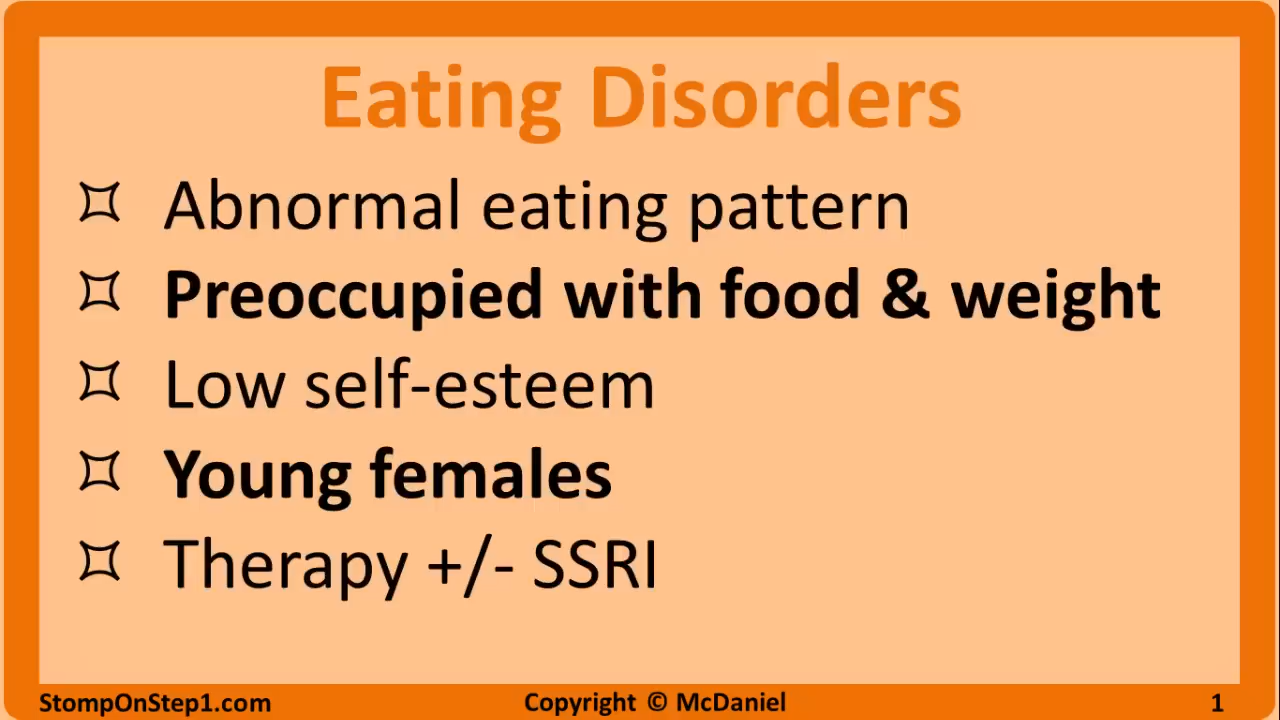 Eating Disorders
Abnormal eating pattern
Preoccupied with food & weight
Low self-esteem
Young females
Therapy +/- SSRI
StompOnStep1.com
Copyright © McDaniel
1